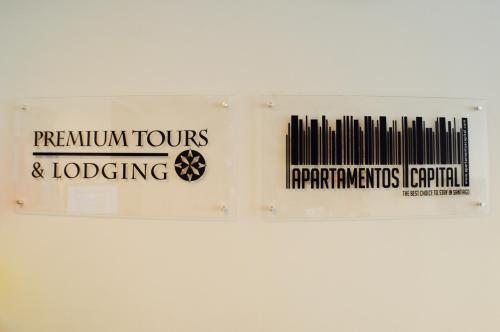 PREMIUM TOURS
& LODGING
APARTAMENTOS CAPITAL
THE BEST CHOICE TO STAY IN SANTIAGO